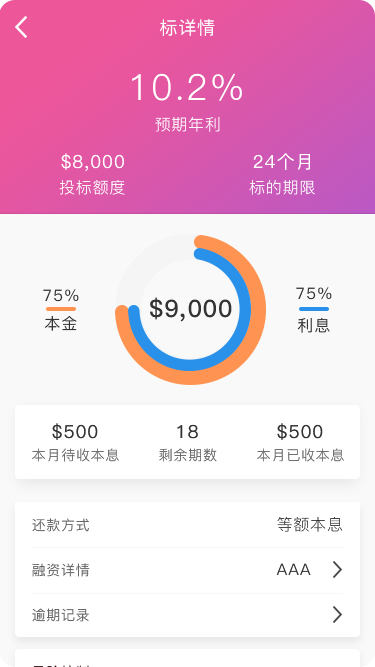 标详情
10.2%
预期年利
$8,000
24个月
投标额度
标的期限
75%
本金
$9,000
75%
利息
$500
18
$500
本月待收本息
剩余期数
本月已收本息
还款方式
等额本息
融资详情
AAA
逾期记录